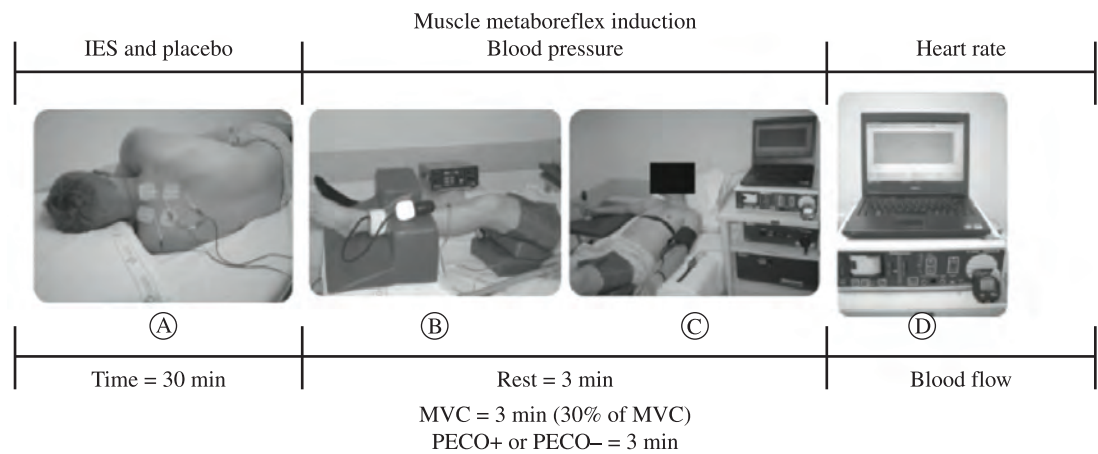 Muscle metaboreflex induction
IES and placebo
Blood pressure
Heart rate
A
B
C
D
Time = 30 min
Rest = 3 min
Blood flow
MVC = 3 min (30% of MVC)
PECO+ or PECO– = 3 min